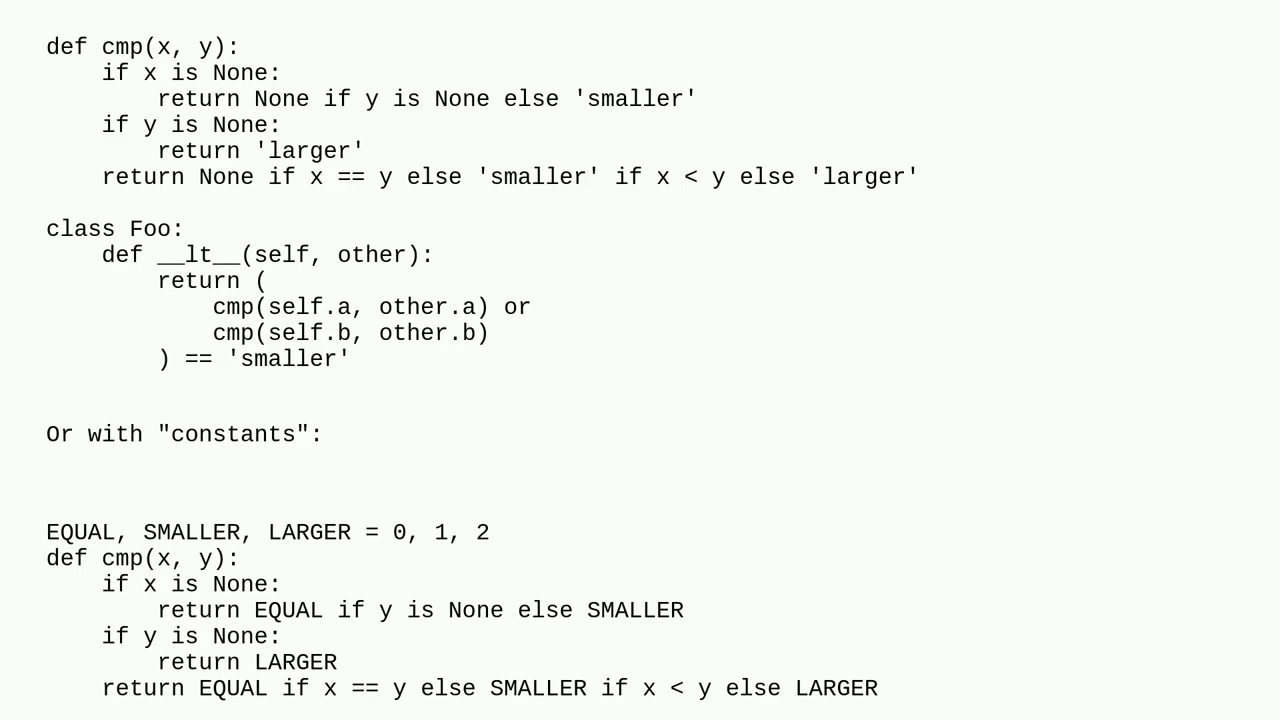 def cmp(x, y):
    if x is None:
        return None if y is None else 'smaller'
    if y is None:
        return 'larger'
    return None if x == y else 'smaller' if x < y else 'larger'

class Foo:
    def __lt__(self, other):
        return (
            cmp(self.a, other.a) or
            cmp(self.b, other.b)
        ) == 'smaller'

Or with "constants":

EQUAL, SMALLER, LARGER = 0, 1, 2
def cmp(x, y):
    if x is None:
        return EQUAL if y is None else SMALLER
    if y is None:
        return LARGER
    return EQUAL if x == y else SMALLER if x < y else LARGER